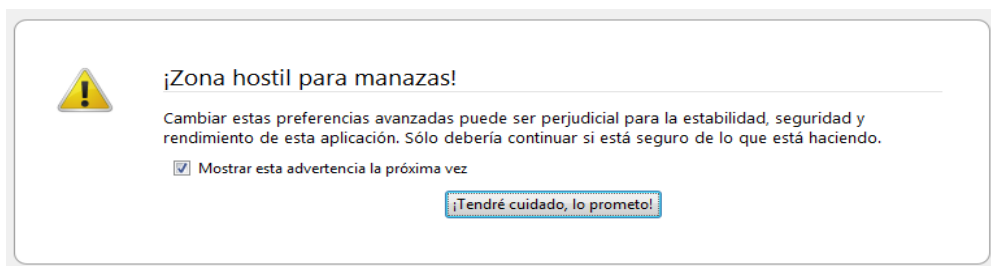 ¡Zona hostil para manazas!
Cambiar estas preferencias avanzadas puede ser perjudicial para la estabilidad, seguridad y
rendimiento de esta aplicación. Sólo debería continuar si está seguro de lo que está haciendo.
Mostrar esta advertencia la próxima vez
¡Tendré cuidado, lo prometo!